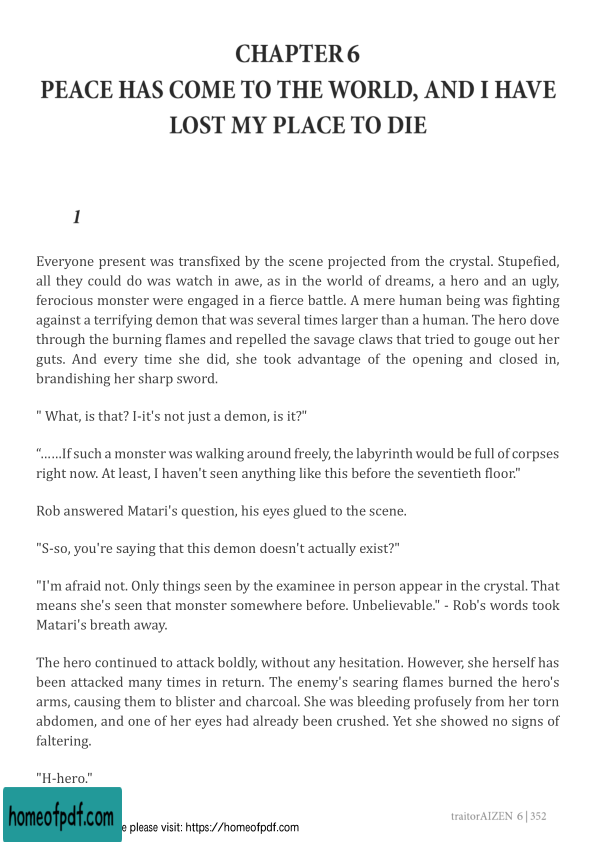 CHAPTER 6
PEACE HAS COME TO THE WORLD, AND I HAVE
LOST MY PLACE TO DIE
1
Everyone present was transfixed by the scene projected from the crystal. Stupefied,
all they could do was watch in awe, as in the world of dreams, a hero and an ugly,
ferocious monster were engaged in a fierce battle. A mere human being was fighting
against a terrifying demon that was several times larger than a human. The hero dove
through the burning flames and repelled the savage claws that tried to gouge out her
guts. And every time she did, she took advantage of the opening and closed in,
brandishing her sharp sword.
" What, is that? I-it's not just a demon, is it?"
“……If such a monster was walking around freely, the labyrinth would be full of corpses
right now. At least, I haven't seen anything like this before the seventieth floor."
Rob answered Matari's question, his eyes glued to the scene.
"S-so, you're saying that this demon doesn't actually exist?"
"I'm afraid not. Only things seen by the examinee in person appear in the crystal. That
means she's seen that monster somewhere before. Unbelievable." - Rob's words took
Matari's breath away.
The hero continued to attack boldly, without any hesitation. However, she herself has
been attacked many times in return. The enemy's searing flames burned the hero's
arms, causing them to blister and charcoal. She was bleeding profusely from her torn
abdomen, and one of her eyes had already been crushed. Yet she showed no signs of
faltering.
"H-hero."
traitorAIZEN 6 | 352
homeofpdf.com
e please visit: https://homeofpdf.com